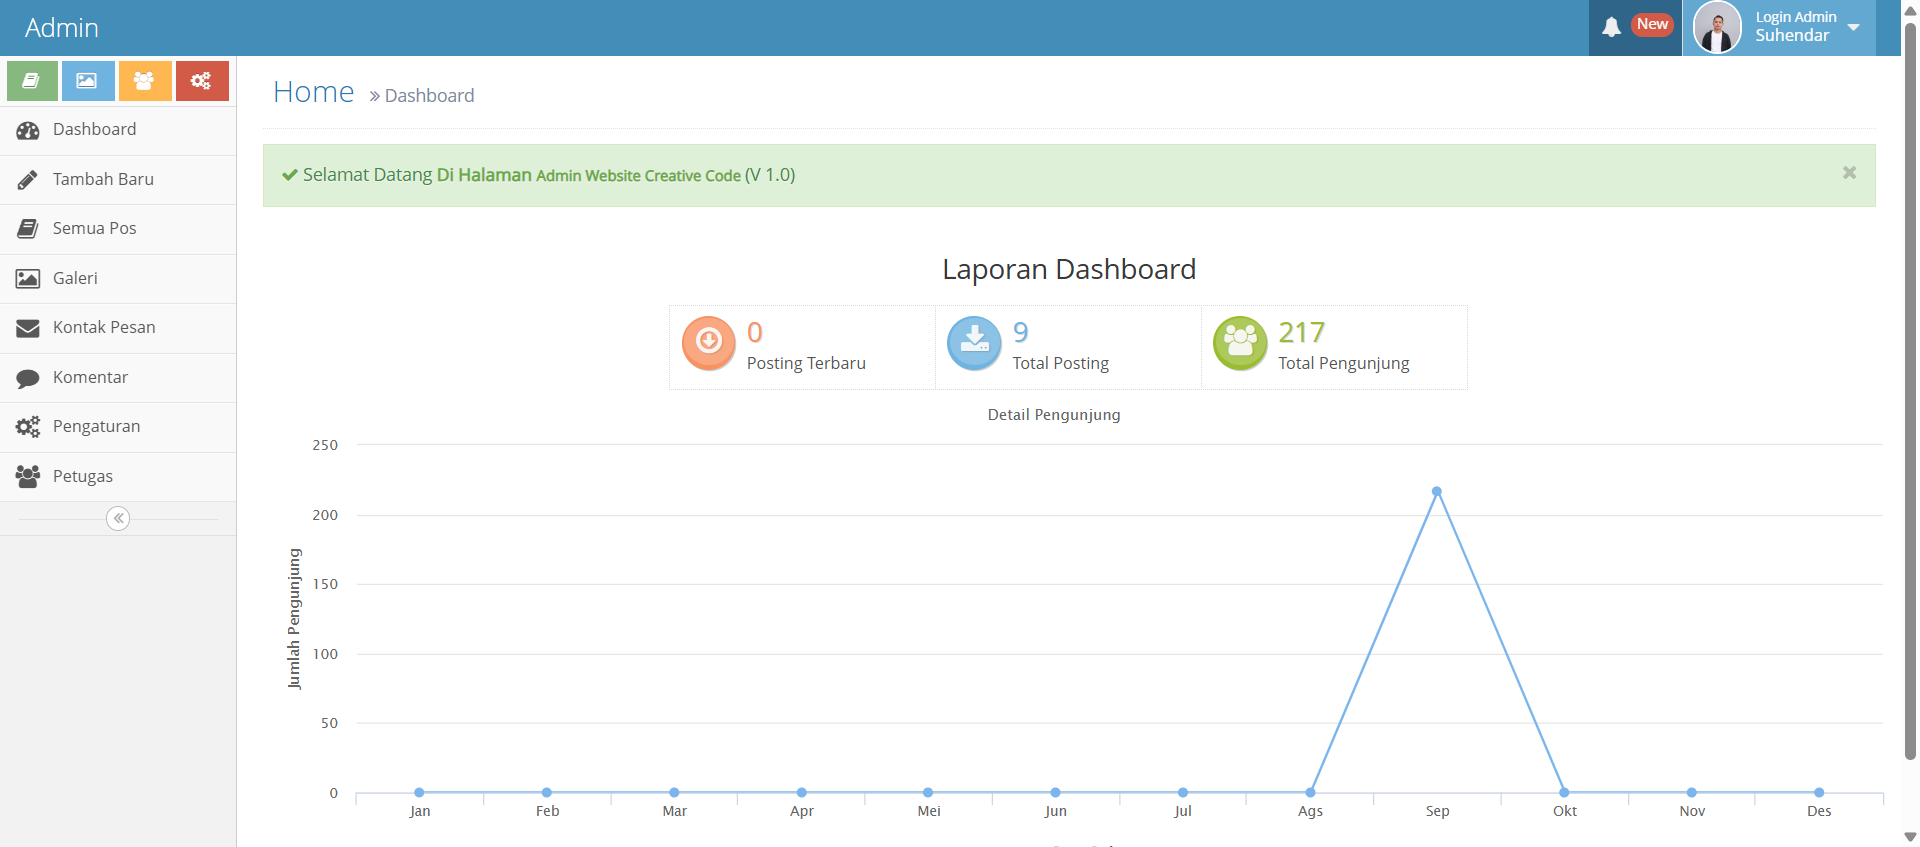 Admin
New
Login Admin
Suhendar
Home
Dashboard
Dashboard
Tambah Baru
Semua Pos
Galeri
Kontak Pesan
Komentar
Pengaturan
Petugas
Selamat Datang Di Halaman Admin Website Creative Code (V 1.0)
Laporan Dashboard
0
Posting Terbaru
9
Total Posting
217
Total Pengunjung
Detail Pengunjung
Jumlah Pengunjung
250
200
150
100
50
0
Jan Feb Mar Apr Mei Jun Jul Ags Sep Okt Nov Des